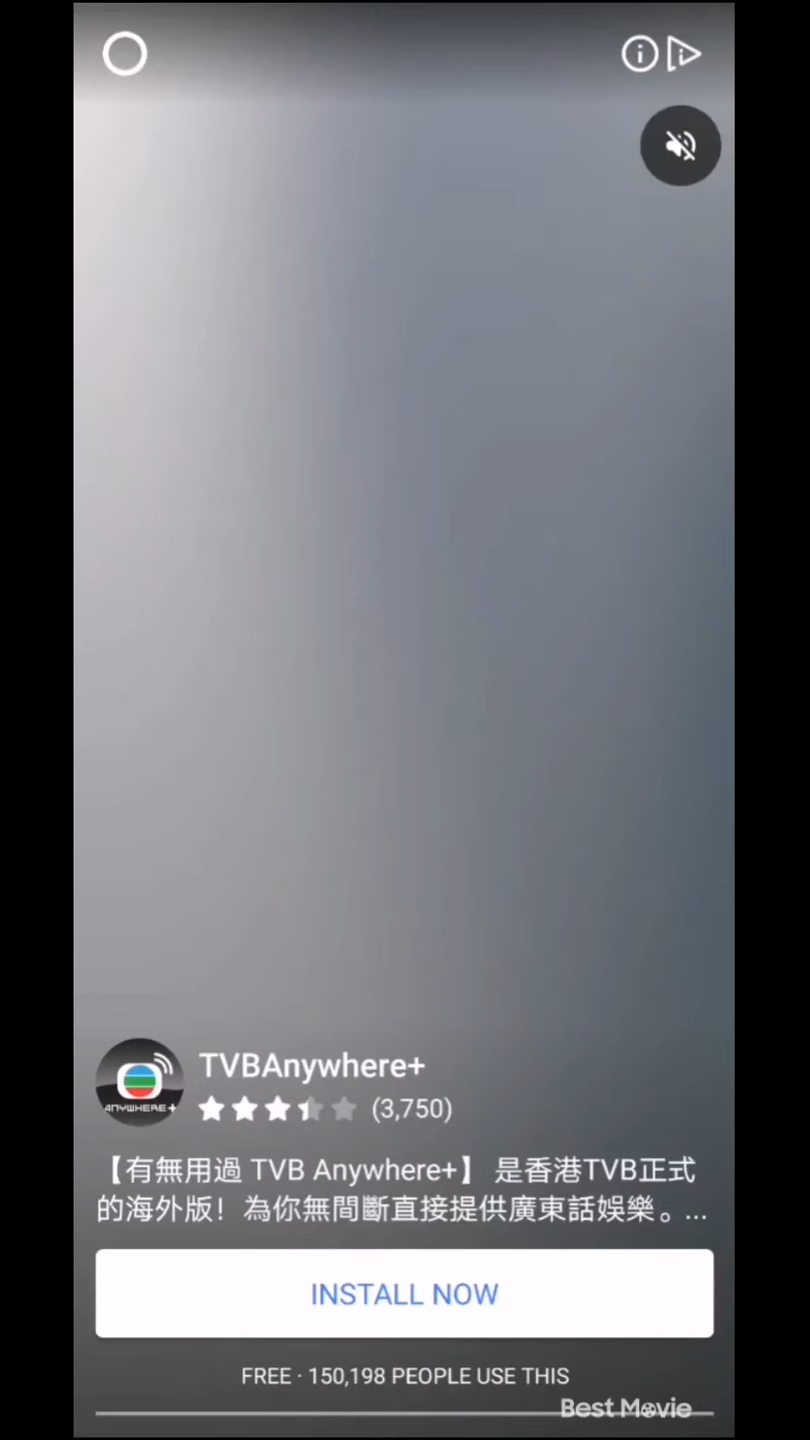 TVBAnywhere+
ANYWHERE+
(3,750)
【有無用過 TVB Anywhere+】 是香港TVB正式
的海外版！為你無間斷直接提供廣東話娛樂。...
INSTALL NOW
FREE · 150,198 PEOPLE USE THIS
Best Movie